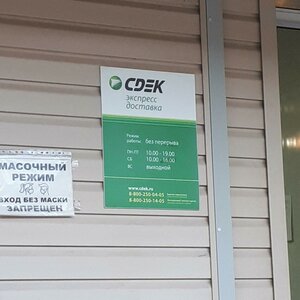 CDEK
экспресс
доставка
Режим
работы: без перерыва
ПН-ПТ 10.00 - 19.00
СБ 10.00 - 16.00
ВС выходной
www.cdek.ru
8-800-250-04-05
8-800-250-14-05
МАСОЧНЫЙ
РЕЖИМ
ВХОД БЕЗ МАСКИ
ЗАПРЕЩЕН